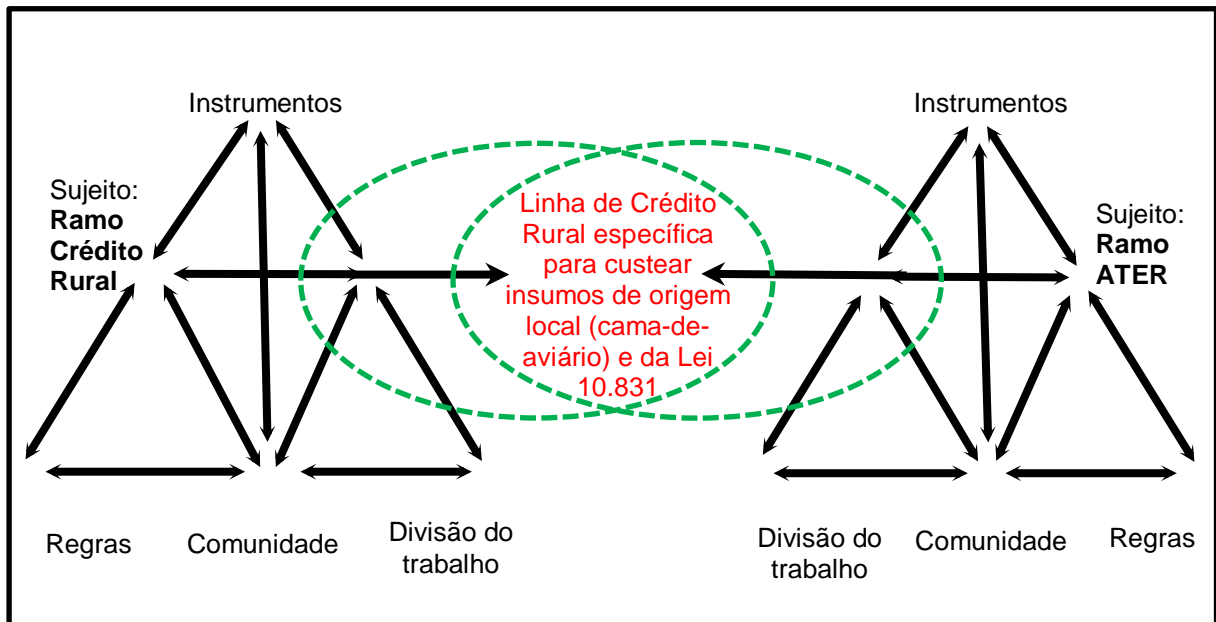 Instrumentos
Sujeito:
Ramo
Crédito
Rural
Regras
Comunidade
Divisão do
trabalho
Linha de Crédito
Rural específica
para custear
insumos de origem
local (cama-de-
aviário) e da Lei
10.831
Instrumentos
Sujeito:
Ramo
ATER
Divisão do
trabalho
Comunidade
Regras